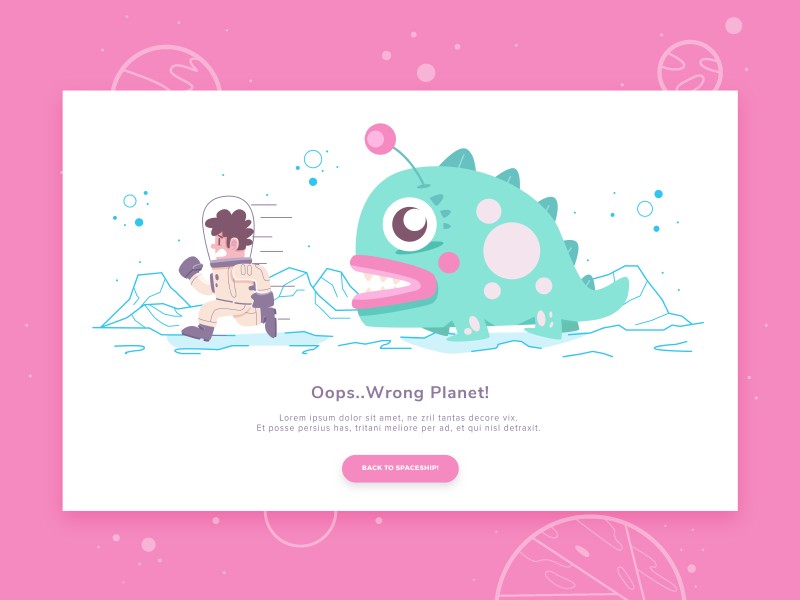 Oops..Wrong Planet!
Lorem ipsum dolor sit amet, ne zril tantas decore vix.
Et posse persius has, tritani meliore per ad, et qui nisl detraxit.
BACK TO SPACESHIP!